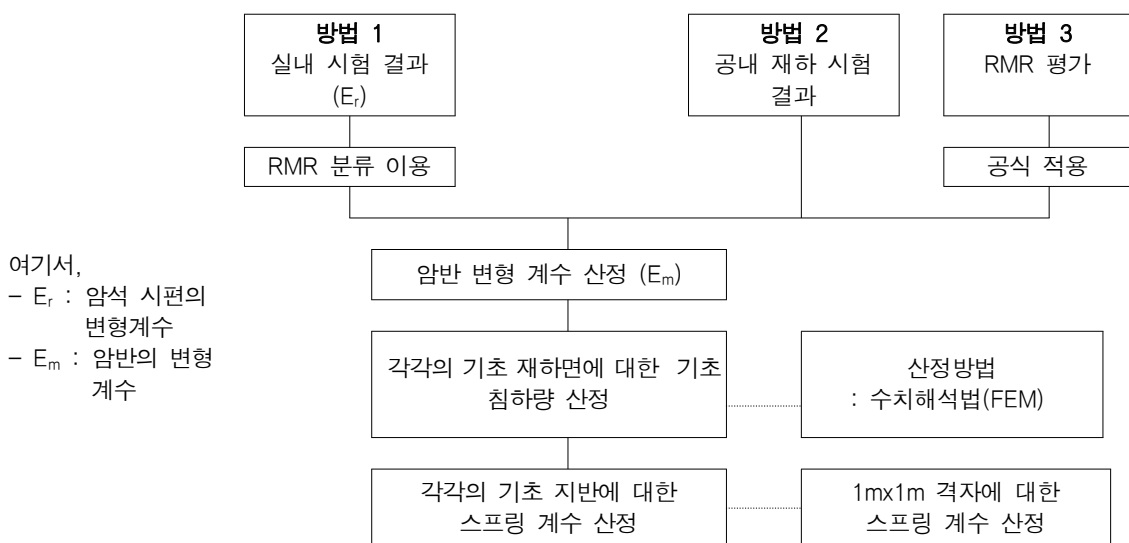 방법 1
실내 시험 결과
(Er)
방법 2
공내 재하 시험
결과
방법 3
RMR 평가
RMR 분류 이용
공식 적용
여기서,
– Er : 암석 시편의
변형계수
– Em : 암반의 변형
계수
암반 변형 계수 산정 (Em)
각각의 기초 재하면에 대한 기초
침하량 산정
산정방법
: 수치해석법(FEM)
각각의 기초 지반에 대한
스프링 계수 산정
1mx1m 격자에 대한
스프링 계수 산정